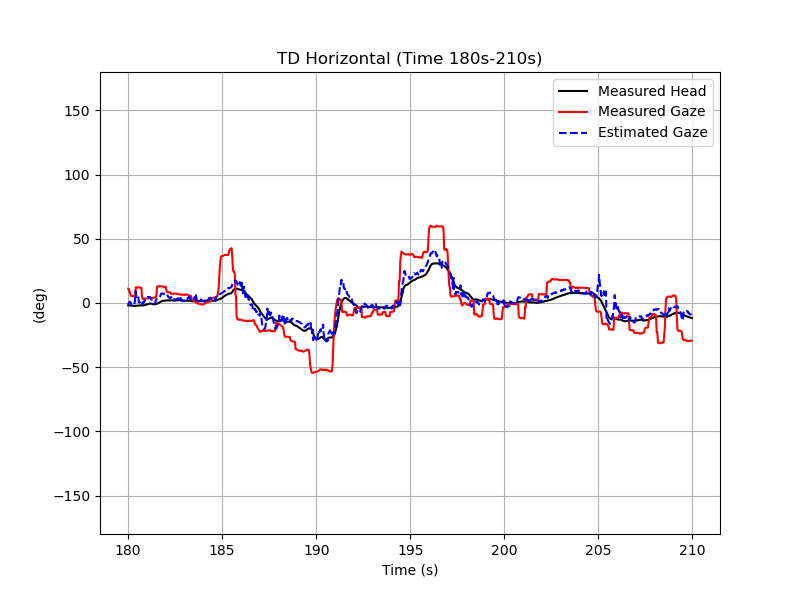 TD Horizontal (Time 180s-210s)
Measured Head
Measured Gaze
Estimated Gaze
150
100
50
0
−50
−100
−150
(deg)
180
185
190
195
200
205
210
Time (s)